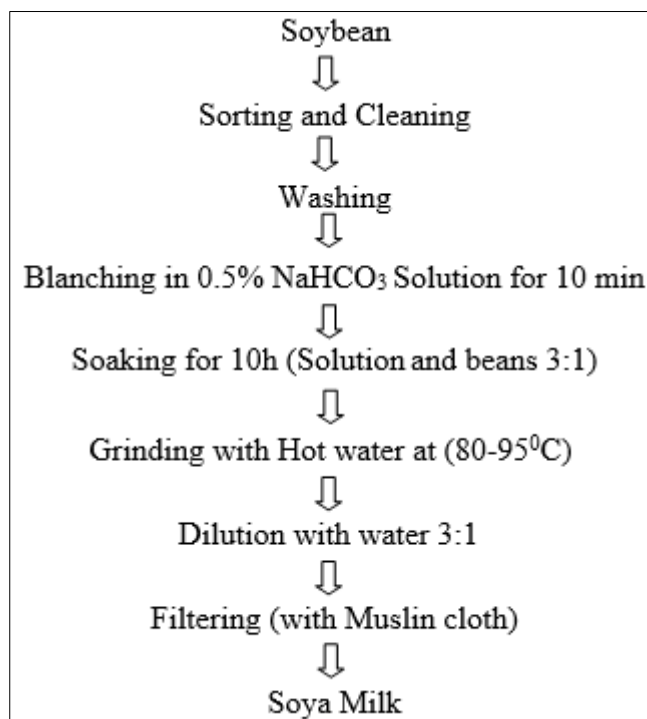 Soybean
Sorting and Cleaning
Washing
Blanching in 0.5% NaHCO₃ Solution for 10 min
Soaking for 10h (Solution and beans 3:1)
Grinding with Hot water at (80-95⁰C)
Dilution with water 3:1
Filtering (with Muslin cloth)
Soya Milk